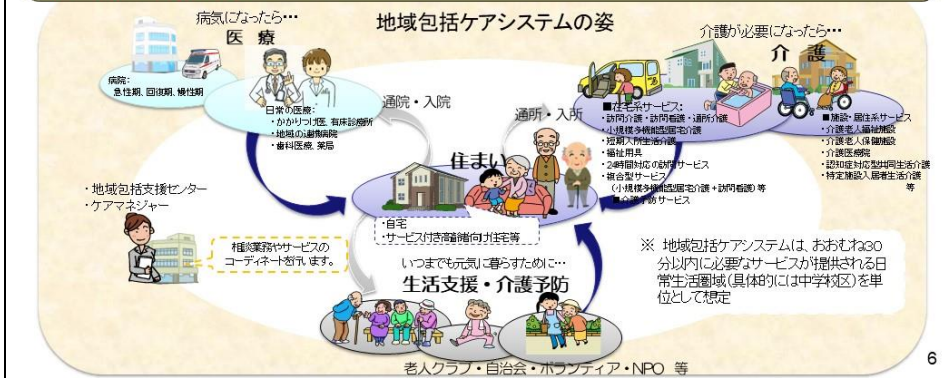 地域包括ケアシステムの姿
病気になったら…
医 療
病院:
急性期、回復期、慢性期
日常の医療:
・かかりつけ医、有床診療所
・地域の連携病院
・歯科医療、薬局
通院・入院
通所・入所
介護が必要になったら…
介 護
■在宅系サービス:
・訪問介護・訪問看護・通所介護
・小規模多機能型居宅介護
・短期入所生活介護
・福祉用具
・24時間対応の訪問サービス
・複合型サービス
(小規模多機能型居宅介護+訪問看護)等
■介護予防サービス
■施設・居住系サービス
・介護老人福祉施設
・介護老人保健施設
・介護医療院
・認知症対応型共同生活介護
・特定施設入居者生活介護
等
住まい
・自宅
・サービス付き高齢者向け住宅等
・地域包括支援センター
・ケアマネジャー
相談業務やサービスの
コーディネートを行います。
いつまでも元気に暮らすために…
生活支援・介護予防
※ 地域包括ケアシステムは、おおむね30
分以内に必要なサービスが提供される日
常生活圏域(具体的には中学校区)を単
位として想定
老人クラブ・自治会・ボランティア・NPO 等
6